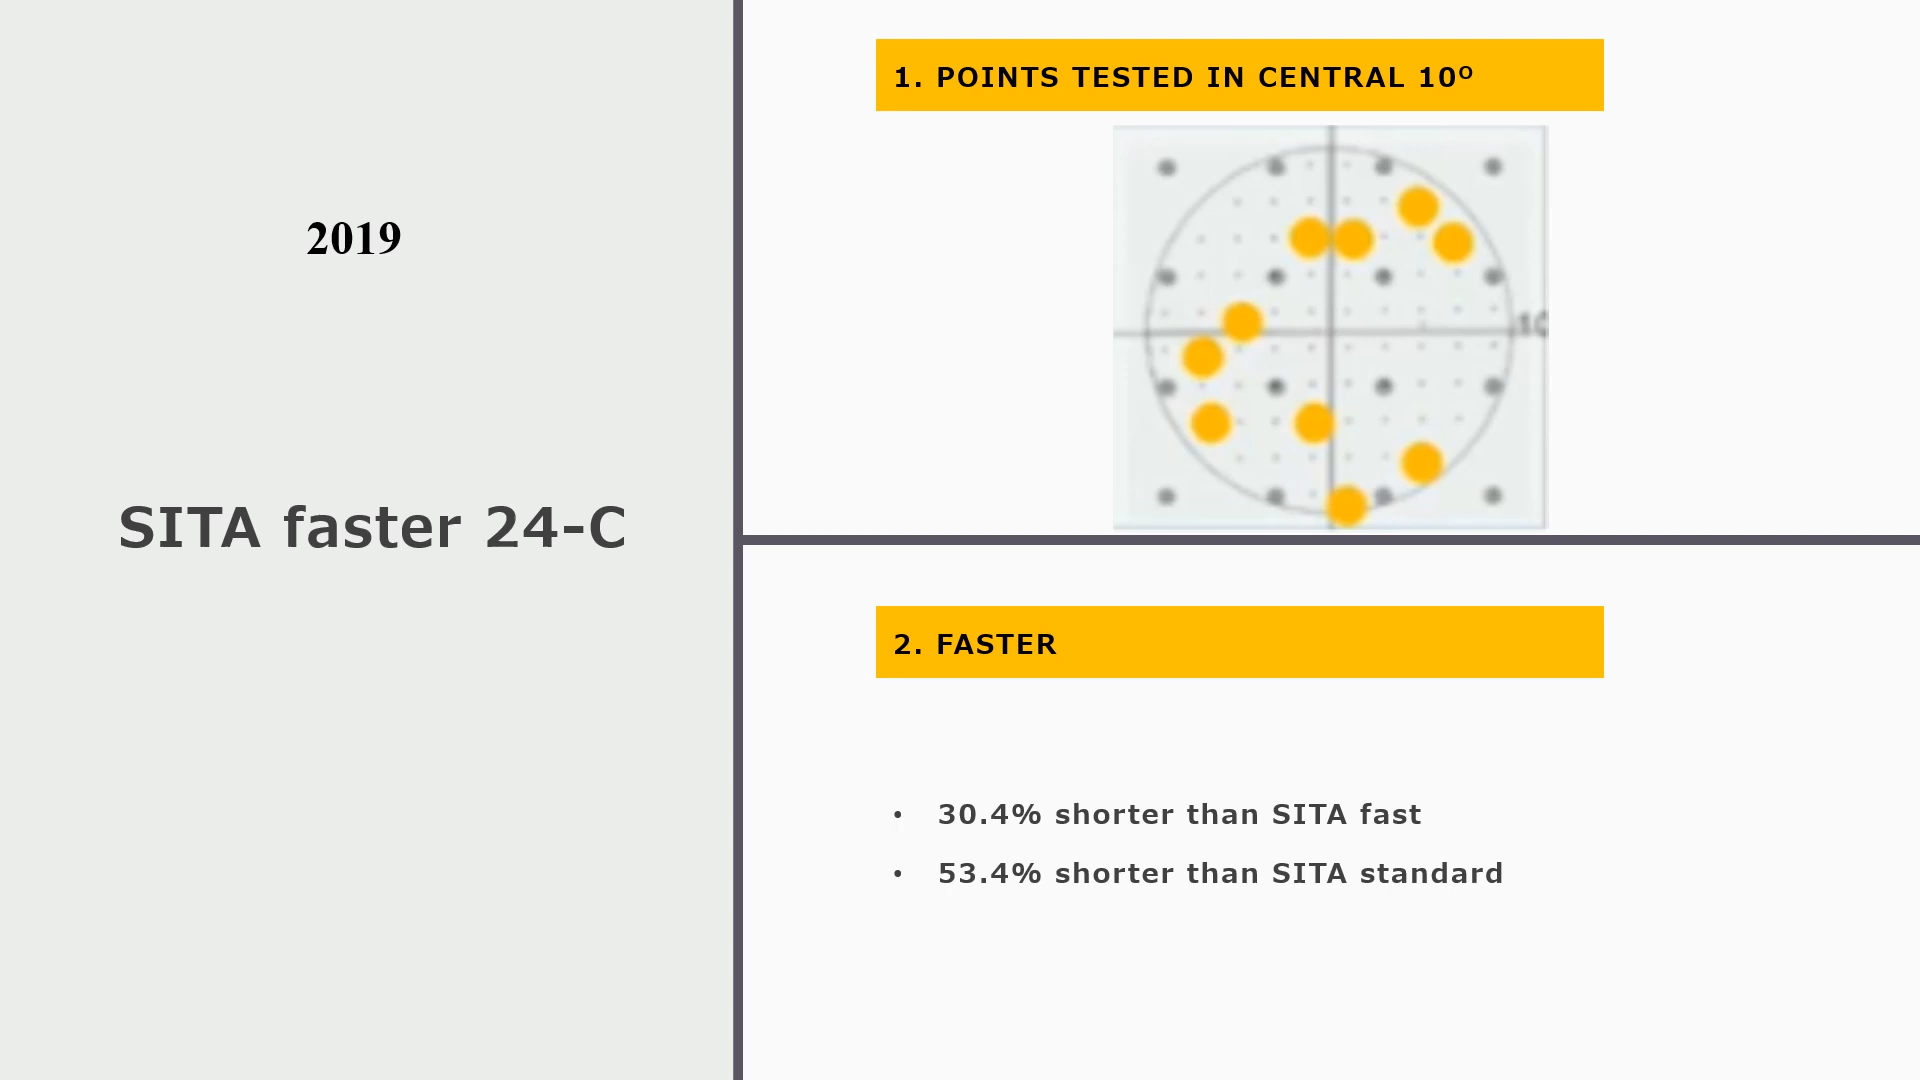 2019
SITA faster 24-C
1. POINTS TESTED IN CENTRAL 10ᴼ
10
2. FASTER
• 30.4% shorter than SITA fast
• 53.4% shorter than SITA standard